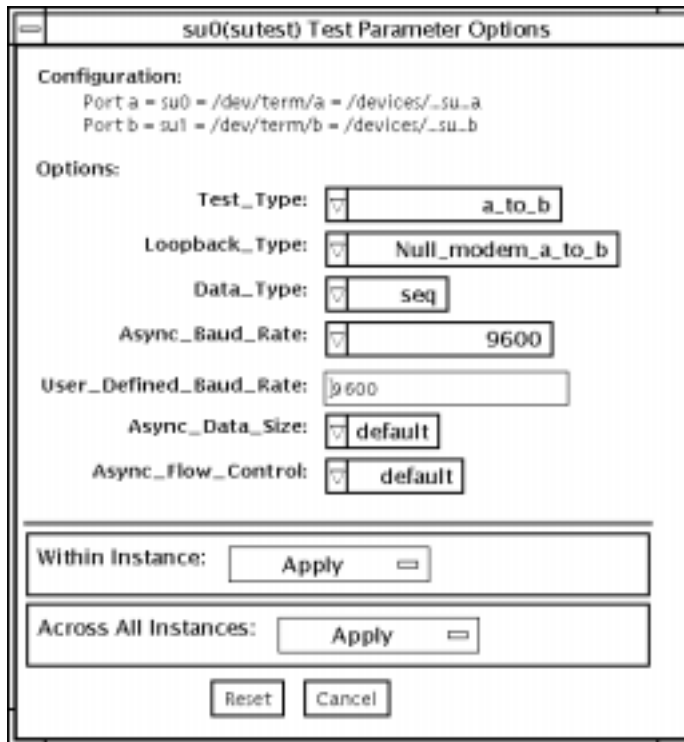 su0(sutest) Test Parameter Options
Configuration:
Port a = su0 = /dev/term/a = /devices/_su_a
Port b = su1 = /dev/term/b = /devices/_su_b
Options:
Test_Type: a_to_b
Loopback_Type: Null_modem_a_to_b
Data_Type: seq
Async_Baud_Rate: 9600
User_Defined_Baud_Rate: 9600
Async_Data_Size: default
Async_Flow_Control: default
Within Instance: Apply
Across All Instances: Apply
Reset Cancel